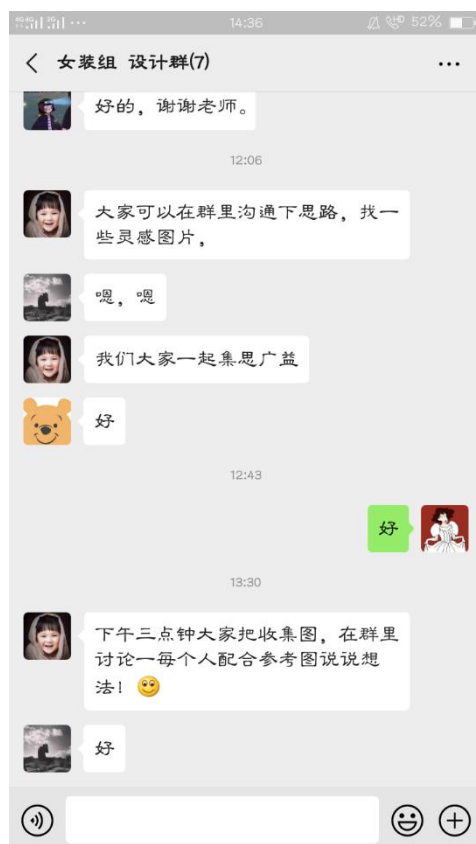 14:36
52%
女装组 设计群(7)
好的，谢谢老师。
12:06
大家可以在群里沟通下思路，找一
些灵感图片，
嗯，嗯
我们大家一起集思广益
好
12:43
好
13:30
下午三点钟大家把收集图，在群里
讨论一每个人配合参考图说说想
法！
好